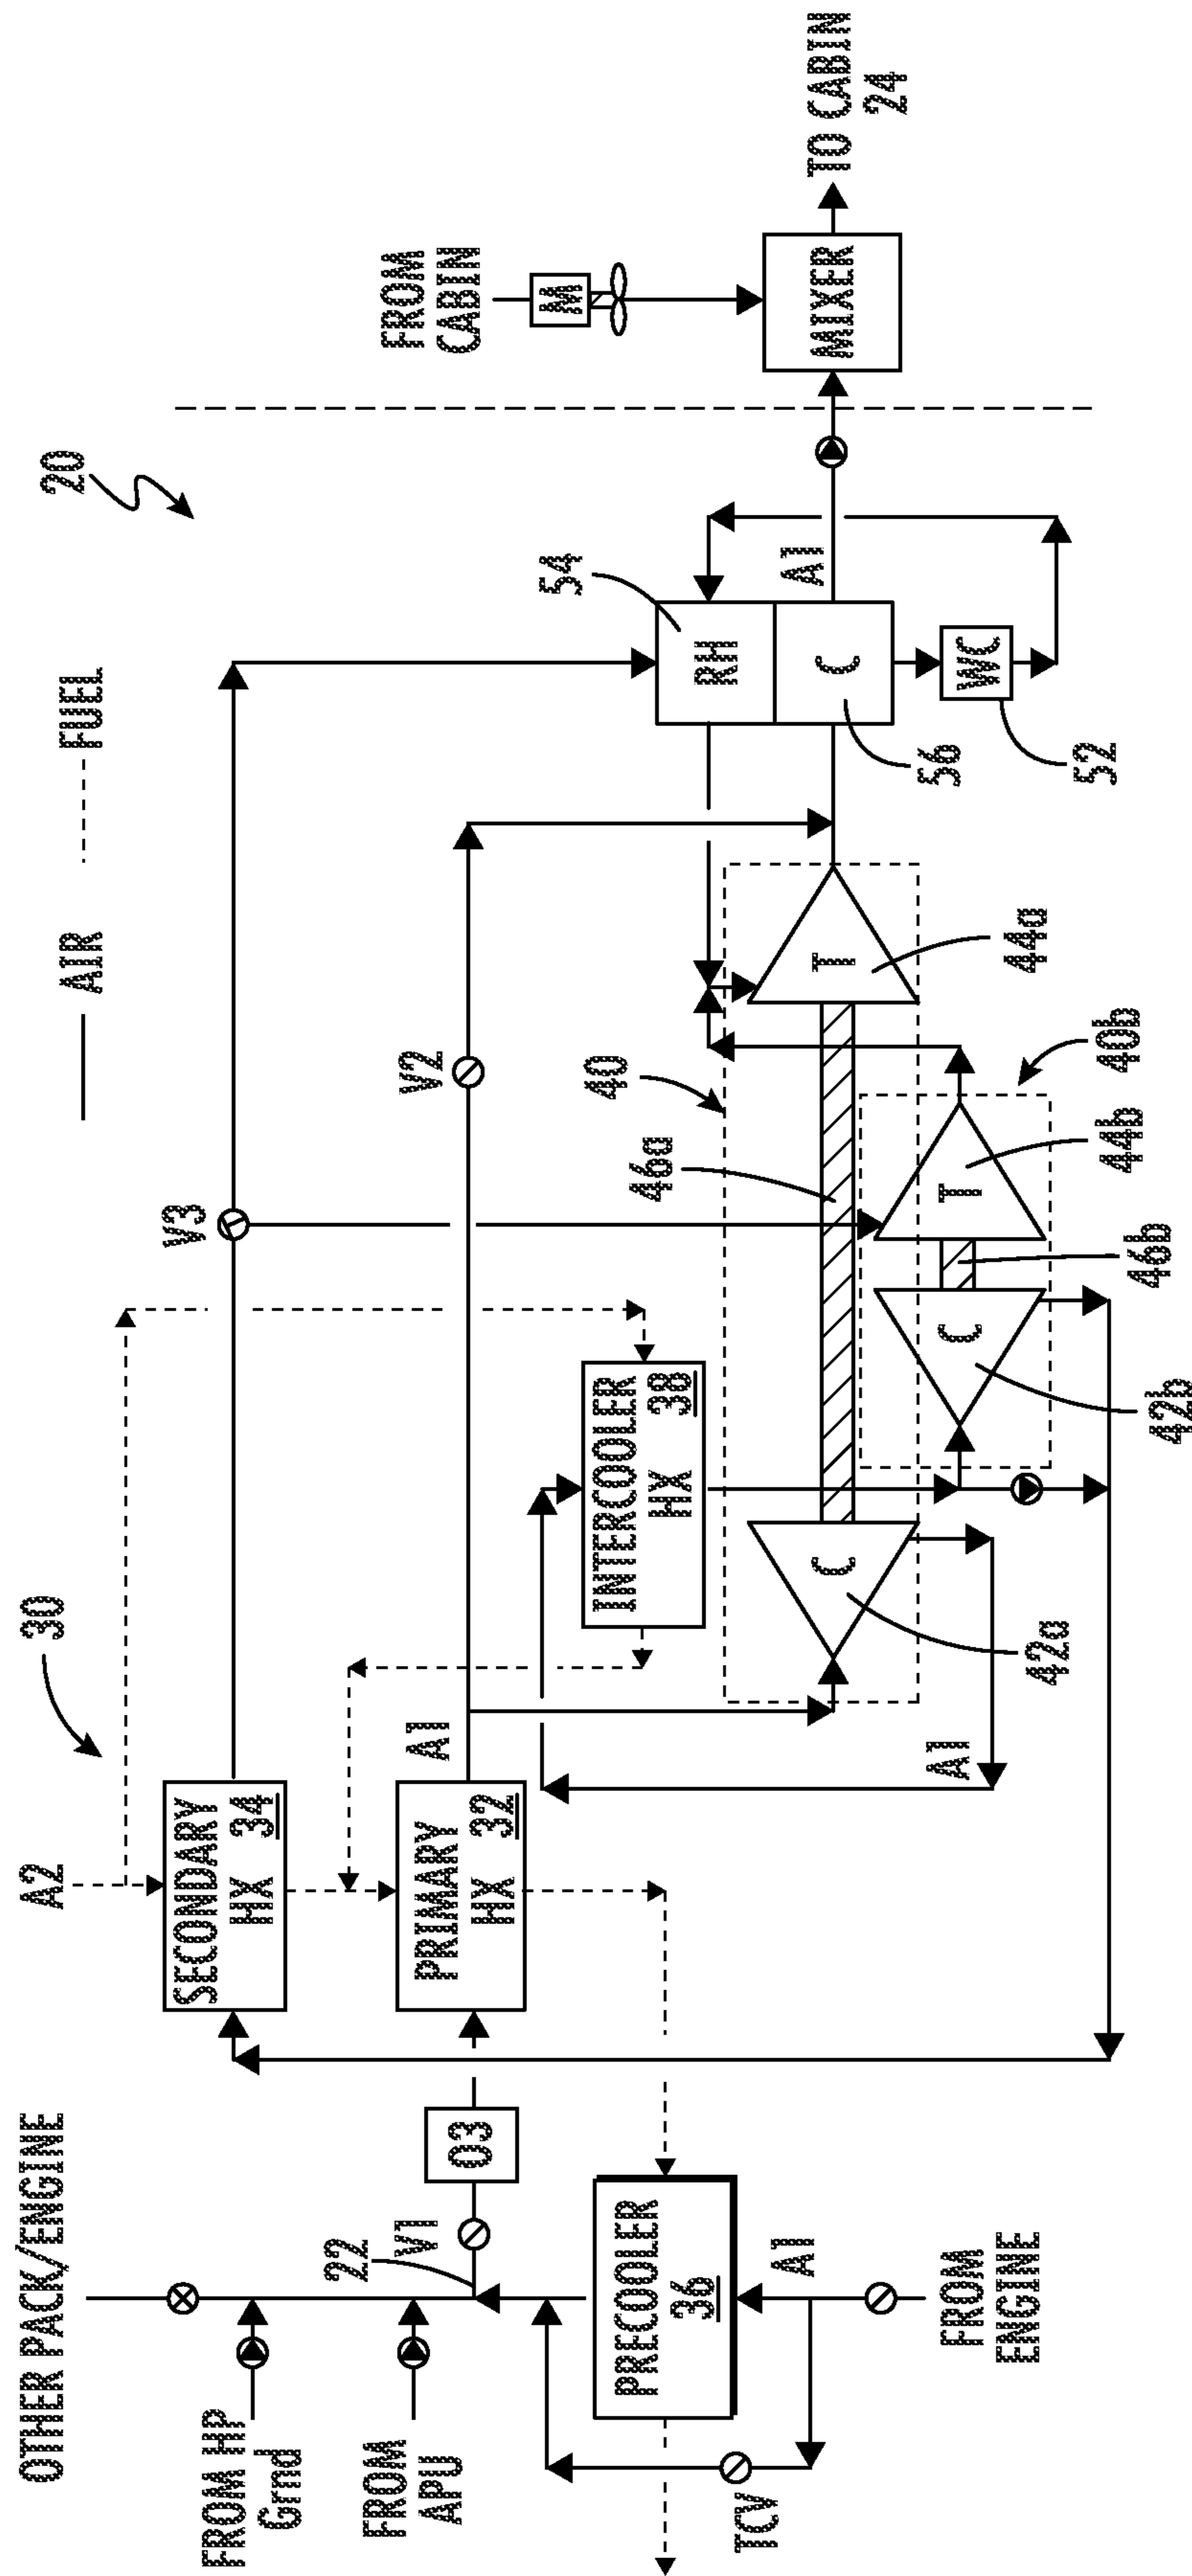 20
AIR
FUEL
30
A2
SECONDARY
HX 34
V3
OTHER PACK/ENGINE
FROM HP
Grnd
FROM
APU
22
V1
O3
PRIMARY
HX 32
A1
V2
INTERCOOLER
HX 38
40
46a
54
RH
C
56
A1
WC
52
FROM
CABIN
M
MIXER
TO CABIN
24
PRECOOLER
36
TCV
A1
FROM
ENGINE
A1
C
42a
T
44a
C
42b
46b
T
44b
40b